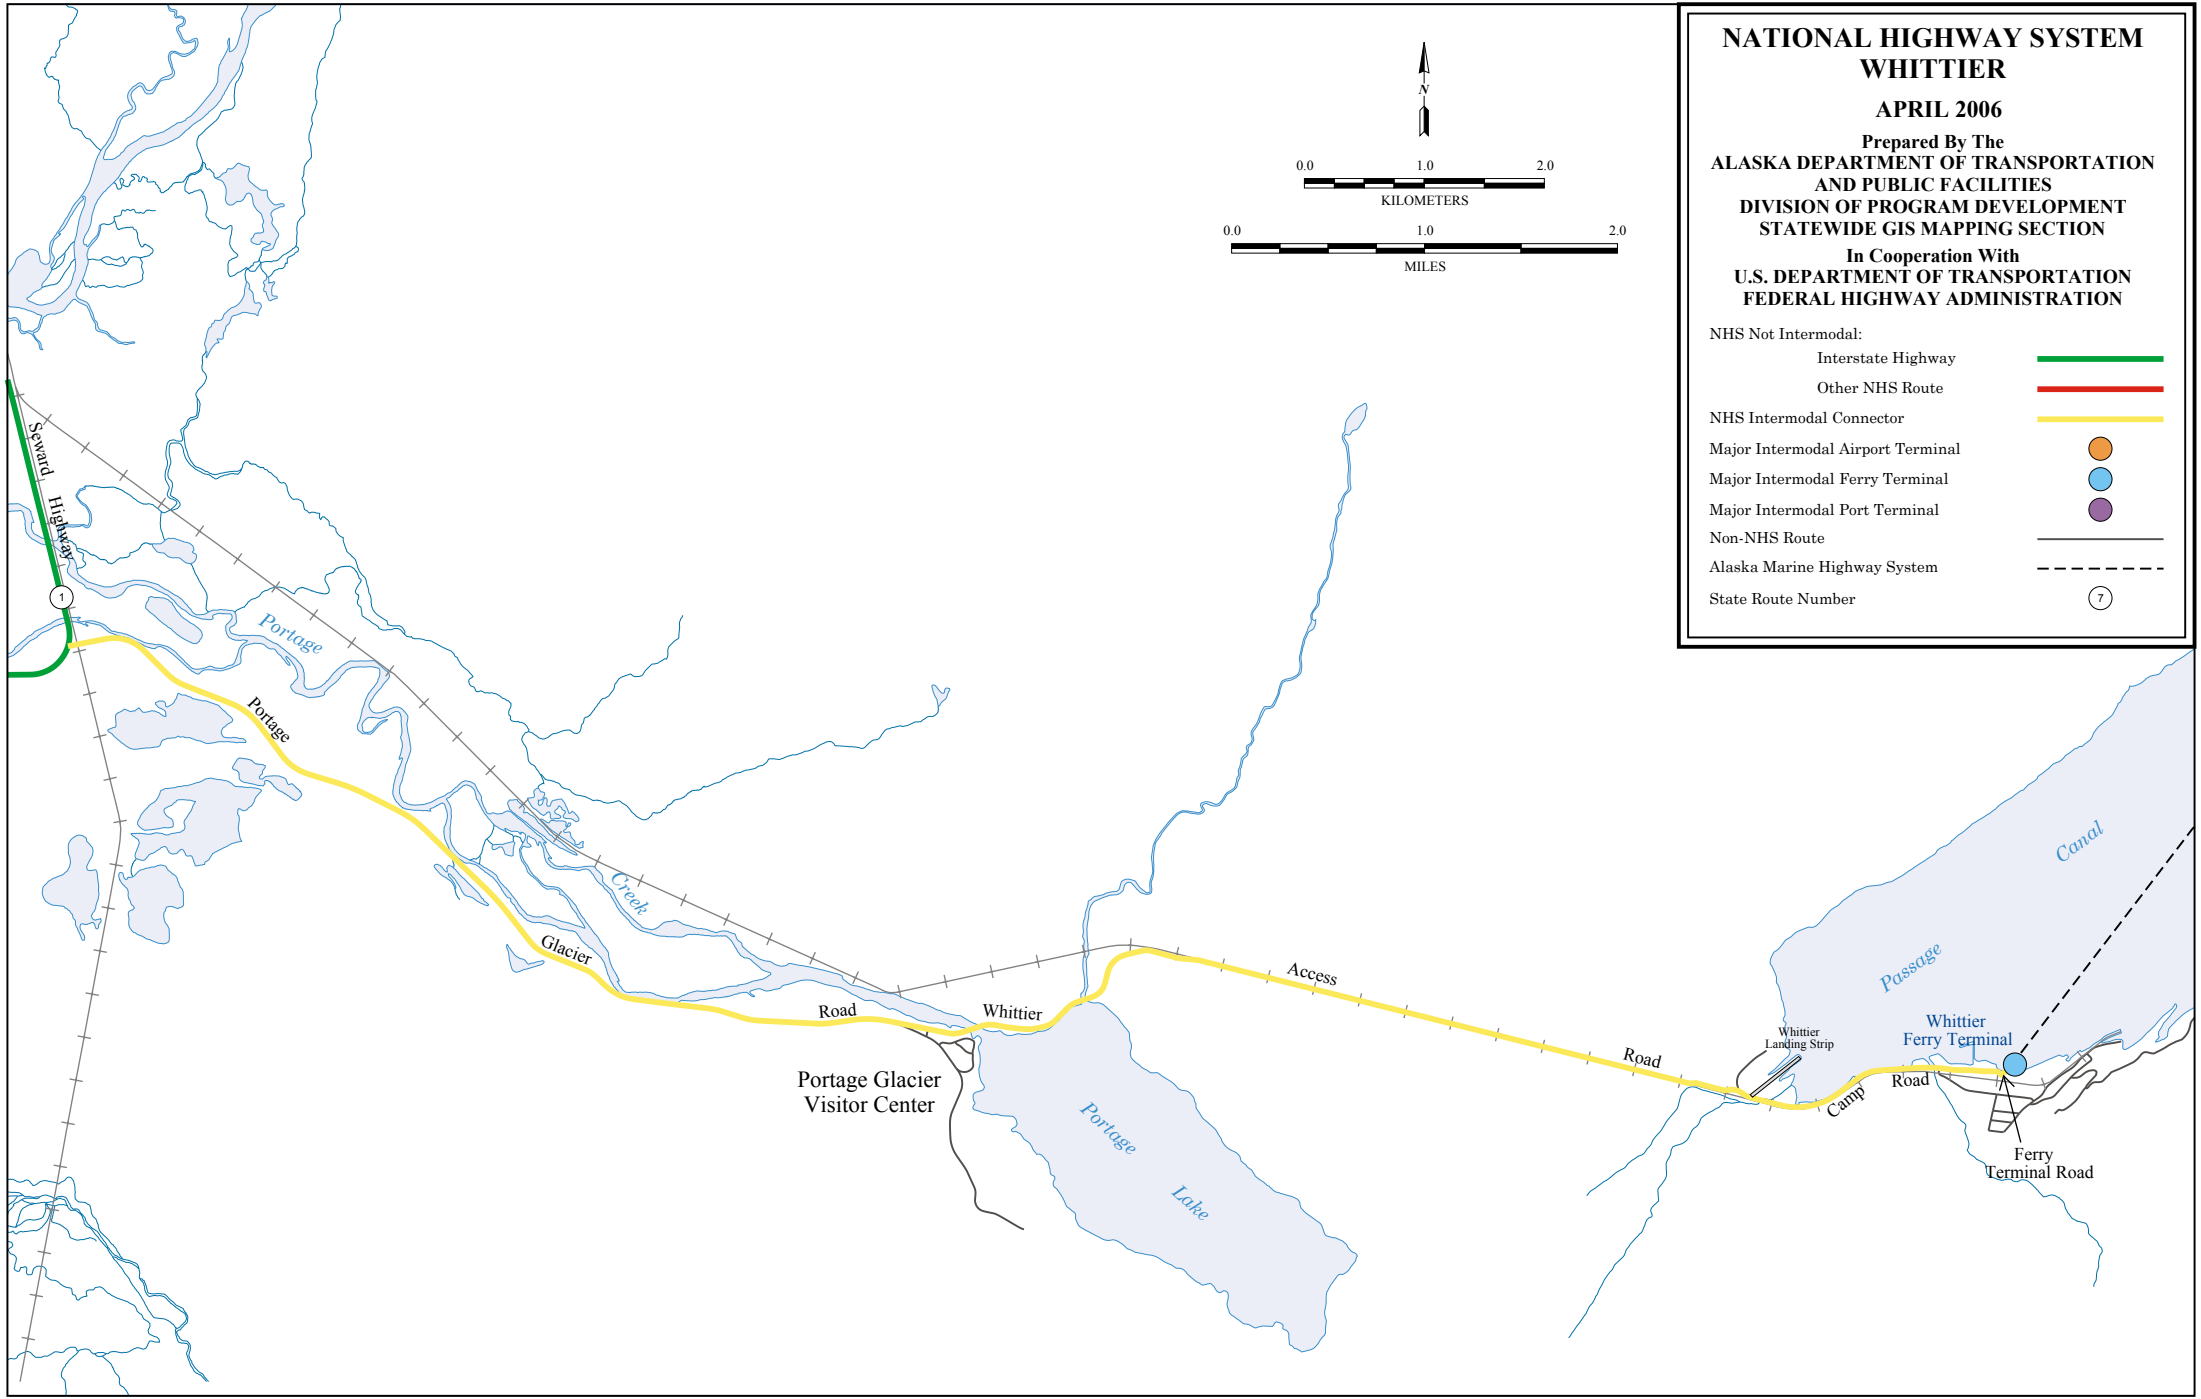 NATIONAL HIGHWAY SYSTEM
WHITTIER
APRIL 2006
Prepared By The
ALASKA DEPARTMENT OF TRANSPORTATION
AND PUBLIC FACILITIES
DIVISION OF PROGRAM DEVELOPMENT
STATEWIDE GIS MAPPING SECTION
In Cooperation With
U.S. DEPARTMENT OF TRANSPORTATION
FEDERAL HIGHWAY ADMINISTRATION
NHS Not Intermodal:
Interstate Highway
Other NHS Route
NHS Intermodal Connector
Major Intermodal Airport Terminal
Major Intermodal Ferry Terminal
Major Intermodal Port Terminal
Non-NHS Route
Alaska Marine Highway System
State Route Number 7
N
0.0 1.0 2.0
KILOMETERS
0.0 1.0 2.0
MILES
Seward Highway
1
Portage Creek
Portage Glacier Road
Whittier Access Road
Portage Glacier
Visitor Center
Portage Lake
Passage Canal
Whittier
Landing Strip
Whittier
Ferry Terminal
Camp Road
Ferry
Terminal Road